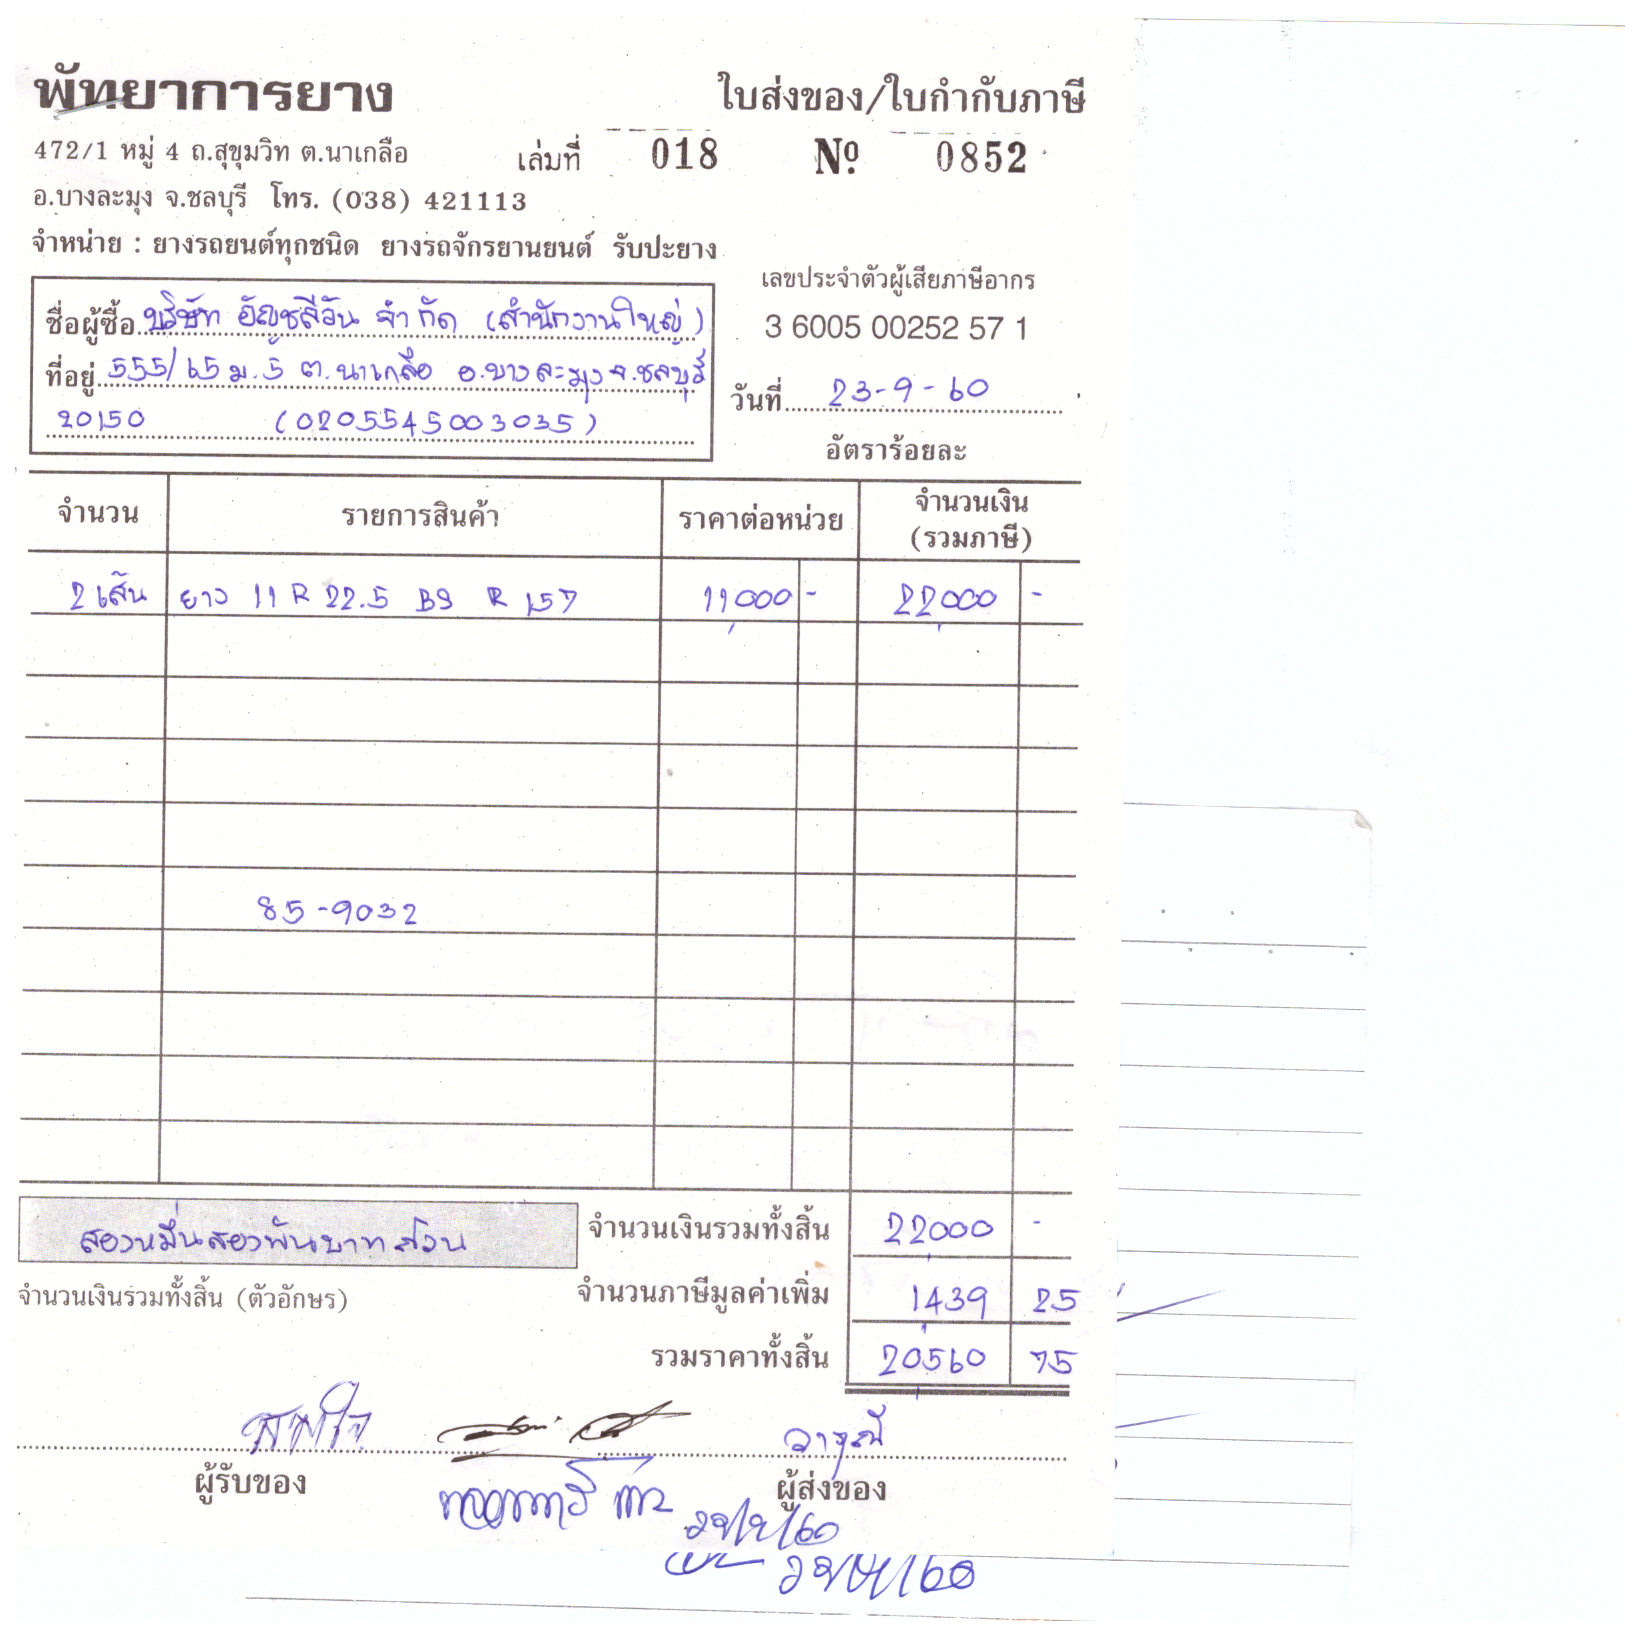 พัทยาการยาง
ใบส่งของ/ใบกำกับภาษี
472/1 หมู่ 4 ถ.สุขุมวิท ต.นาเกลือ
เล่มที่ 018 Nº 0852
อ.บางละมุง จ.ชลบุรี โทร. (038) 421113
จำหน่าย : ยางรถยนต์ทุกชนิด ยางรถจักรยานยนต์ รับปะยาง
เลขประจำตัวผู้เสียภาษีอากร
3 6005 00252 57 1
ชื่อผู้ซื้อ บริษัท อัญชลีวัน จำกัด (สำนักงานใหญ่)
ที่อยู่ 555/65 ม.5 ต.นาเกลือ อ.บางละมุง จ.ชลบุรี
20150 (0205545003035)
วันที่ 23-9-60
อัตราร้อยละ
จำนวน รายการสินค้า ราคาต่อหน่วย จำนวนเงิน
(รวมภาษี)
2 เส้น ยาง 11 R 22.5 BS R 157 11,000 - 22,000 -
85-9032
สองหมื่นสองพันบาทถ้วน
จำนวนเงินรวมทั้งสิ้น 22000 -
จำนวนเงินรวมทั้งสิ้น (ตัวอักษร)
จำนวนภาษีมูลค่าเพิ่ม 1439 25
รวมราคาทั้งสิ้น 20560 75
ผู้รับของ
วารุณี
ผู้ส่งของ